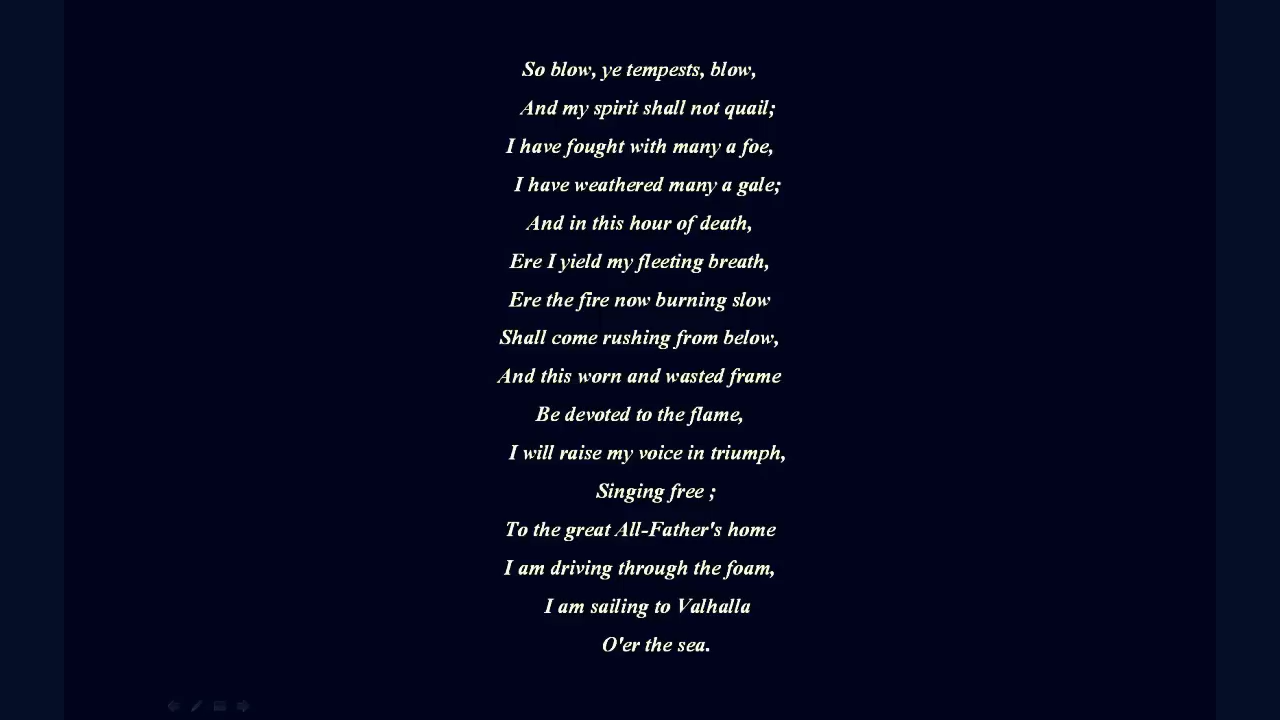 So blow, ye tempests, blow,
And my spirit shall not quail;
I have fought with many a foe,
I have weathered many a gale;
And in this hour of death,
Ere I yield my fleeting breath,
Ere the fire now burning slow
Shall come rushing from below,
And this worn and wasted frame
Be devoted to the flame,
I will raise my voice in triumph,
Singing free ;
To the great All-Father's home
I am driving through the foam,
I am sailing to Valhalla
O'er the sea.